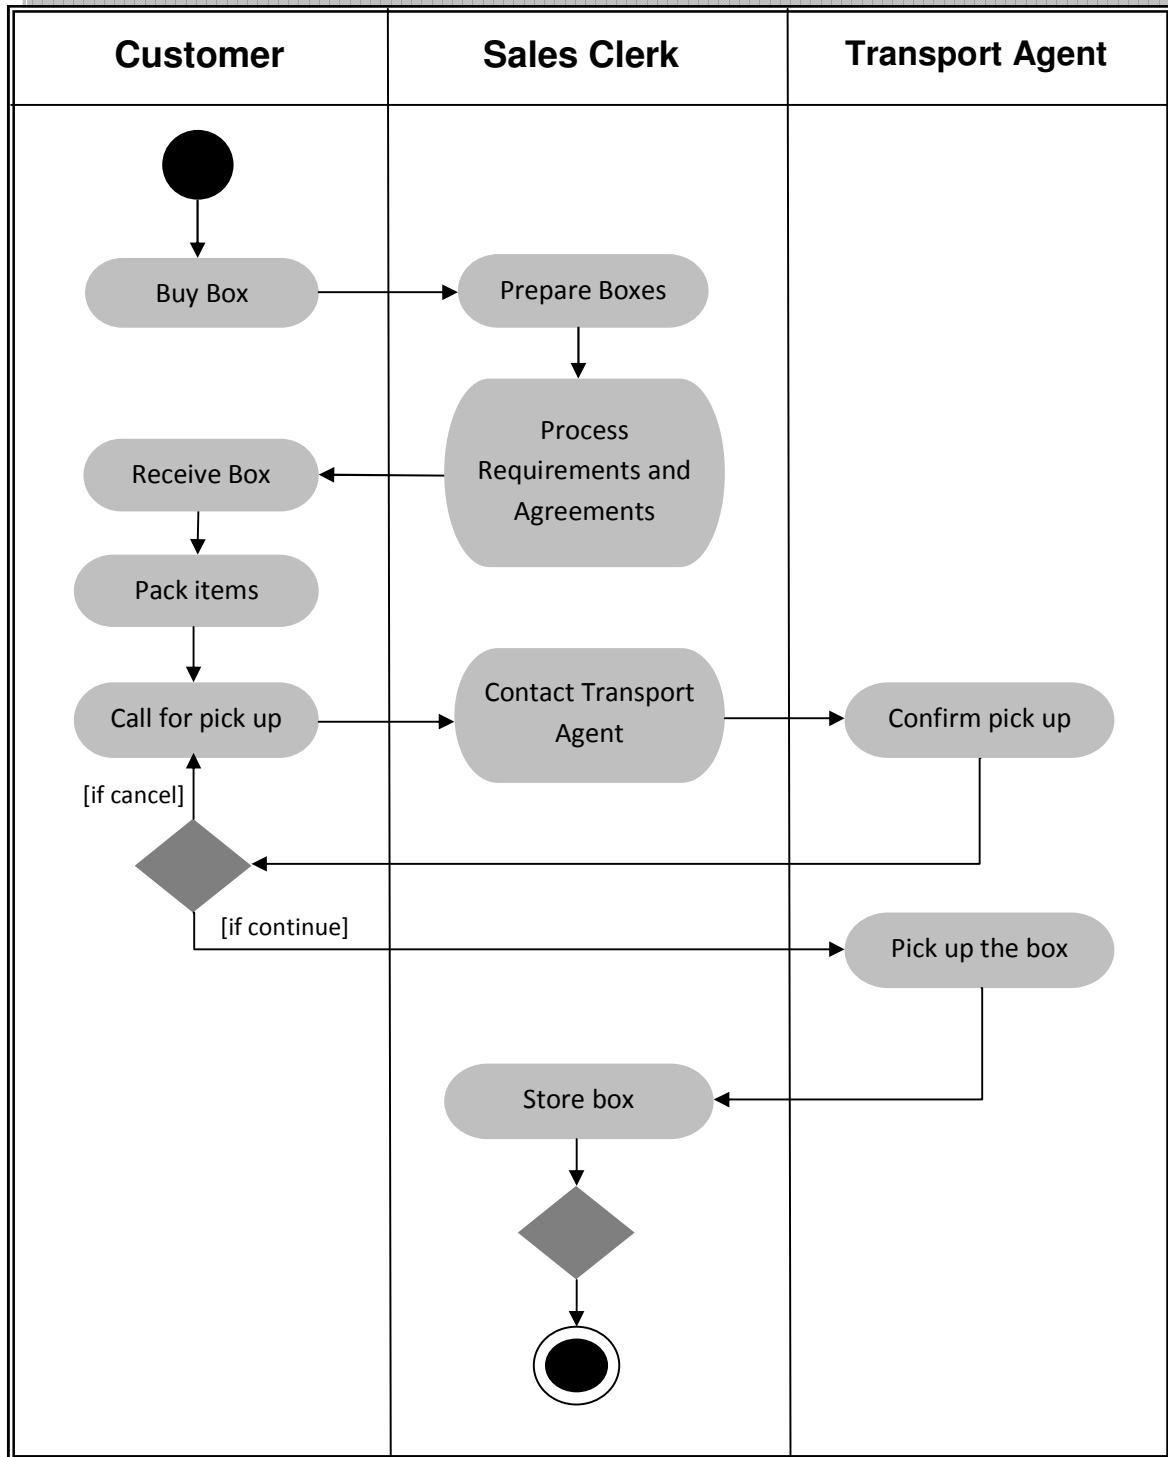 Customer
Sales Clerk
Transport Agent
Buy Box
Prepare Boxes
Process
Requirements and
Agreements
Receive Box
Pack items
Call for pick up
Contact Transport
Agent
Confirm pick up
[if cancel]
[if continue]
Pick up the box
Store box